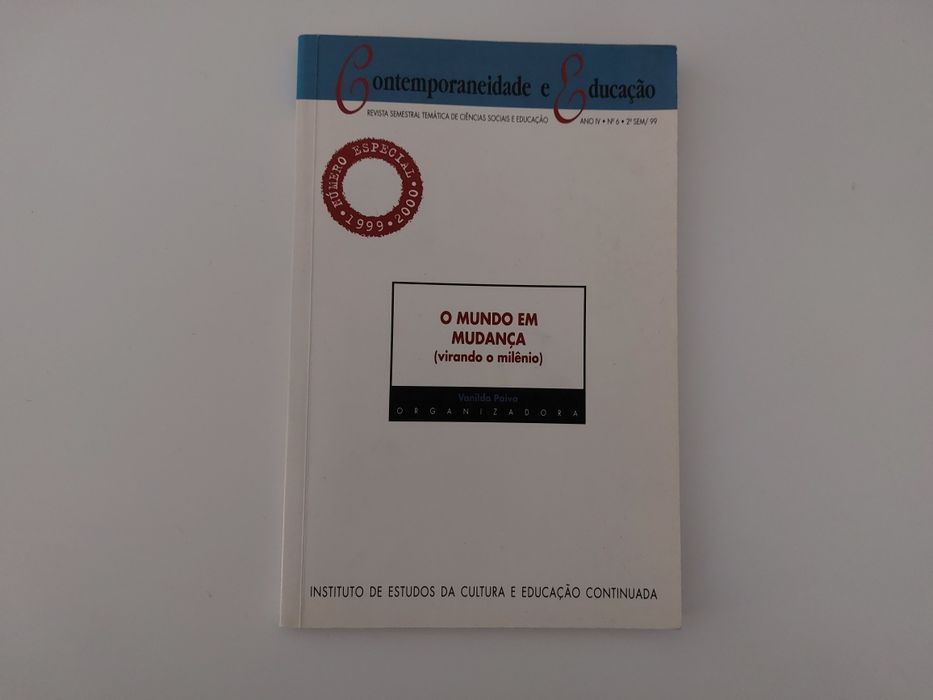 Contemporaneidade e Educação
REVISTA SEMESTRAL TEMÁTICA DE CIÊNCIAS SOCIAIS E EDUCAÇÃO
ANO IV • Nº 6 • 2º SEM/ 99
NÚMERO ESPECIAL
• 1999 • 2000 •
O MUNDO EM
MUDANÇA
(virando o milênio)
Vanilda Paiva
ORGANIZADORA
INSTITUTO DE ESTUDOS DA CULTURA E EDUCAÇÃO CONTINUADA